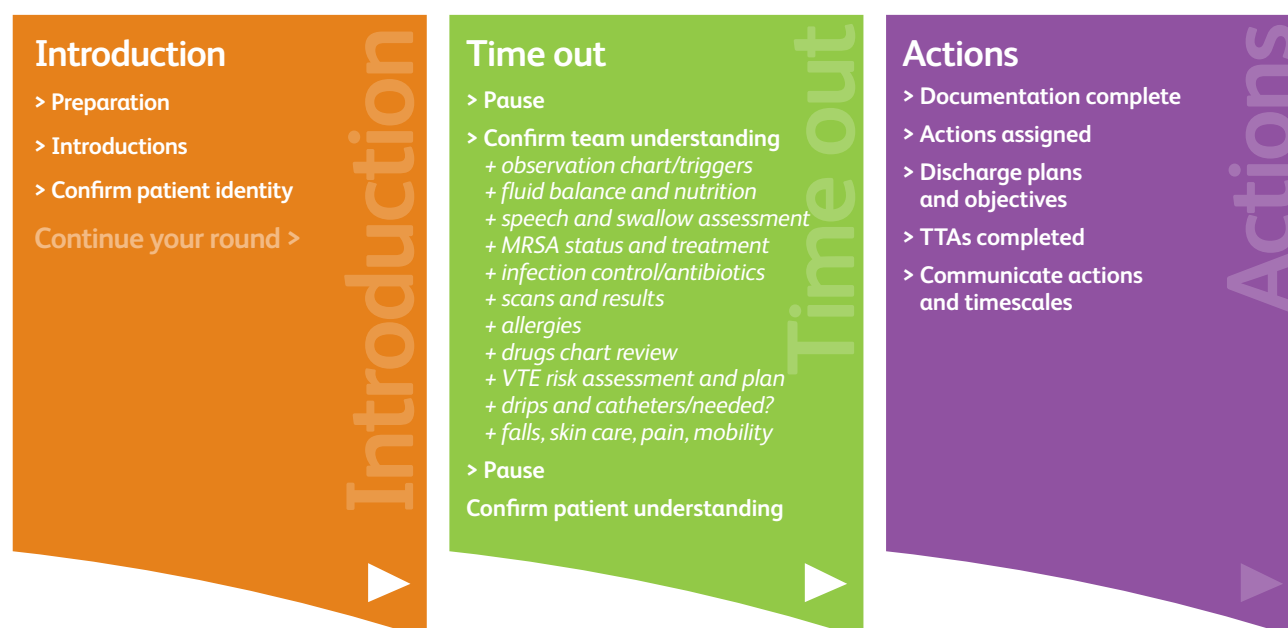 Introduction
> Preparation
> Introductions
> Confirm patient identity
Continue your round >
Introduction
Time out
> Pause
> Confirm team understanding
+ observation chart/triggers
+ fluid balance and nutrition
+ speech and swallow assessment
+ MRSA status and treatment
+ infection control/antibiotics
+ scans and results
+ allergies
+ drugs chart review
+ VTE risk assessment and plan
+ drips and catheters/needed?
+ falls, skin care, pain, mobility
> Pause
Confirm patient understanding
Time out
Actions
> Documentation complete
> Actions assigned
> Discharge plans
and objectives
> TTAs completed
> Communicate actions
and timescales
Actions